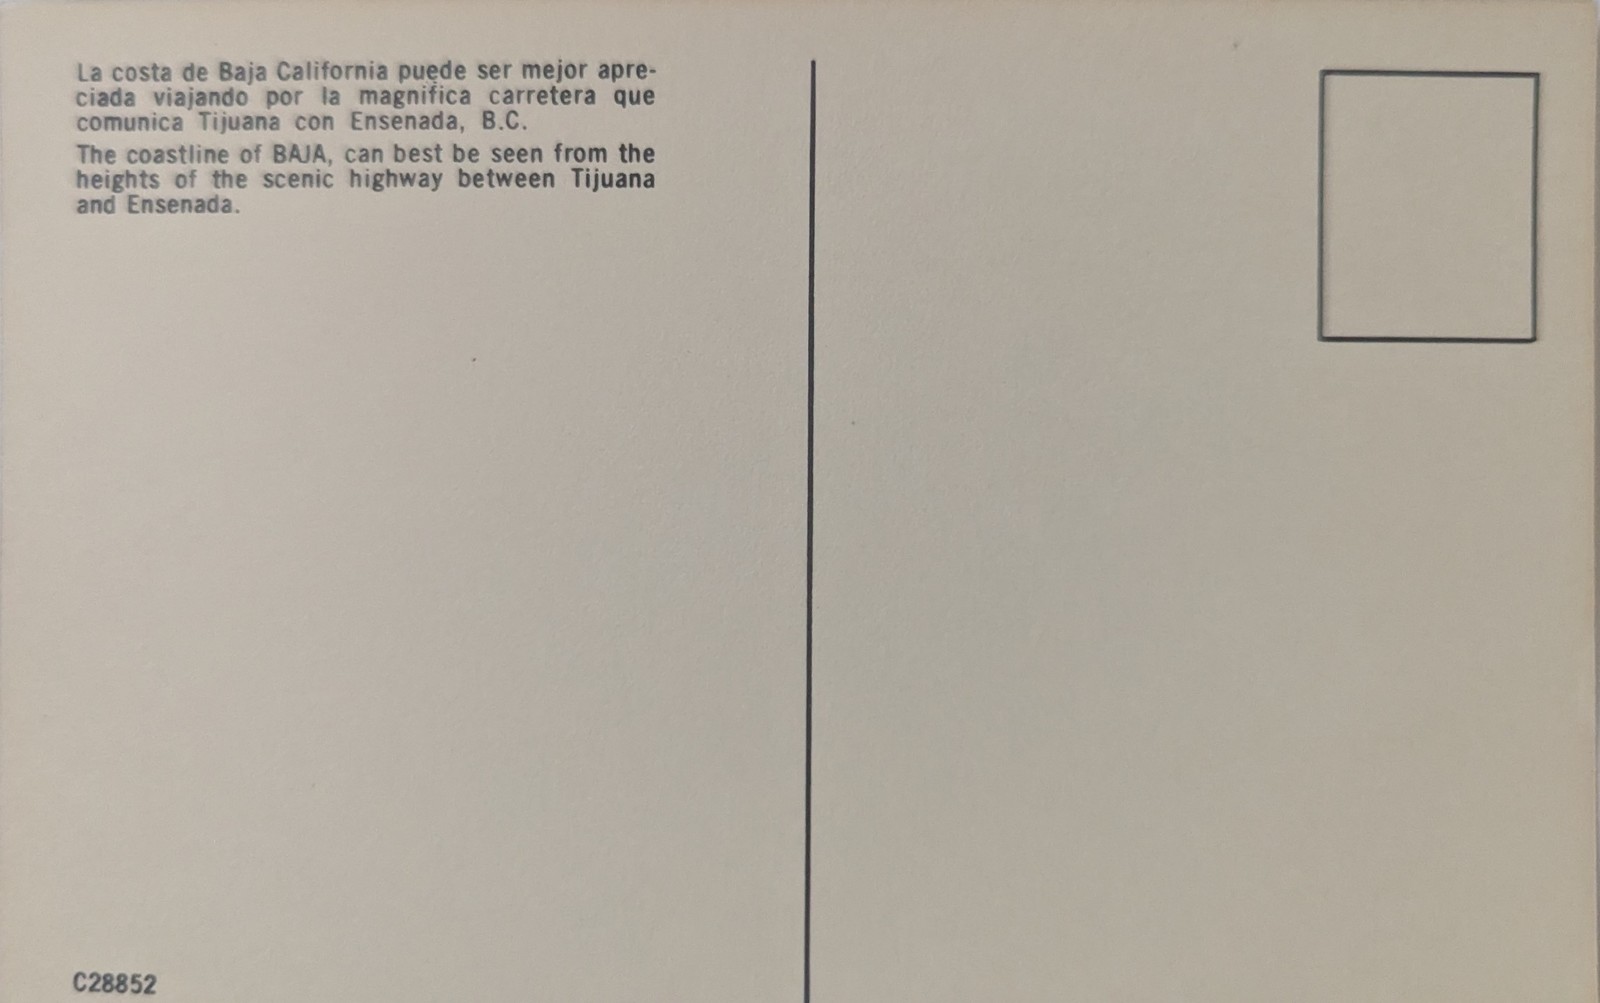 La costa de Baja California puede ser mejor apre-
ciada viajando por la magnifica carretera que
comunica Tijuana con Ensenada, B.C.
The coastline of BAJA, can best be seen from the
heights of the scenic highway between Tijuana
and Ensenada.
C28852